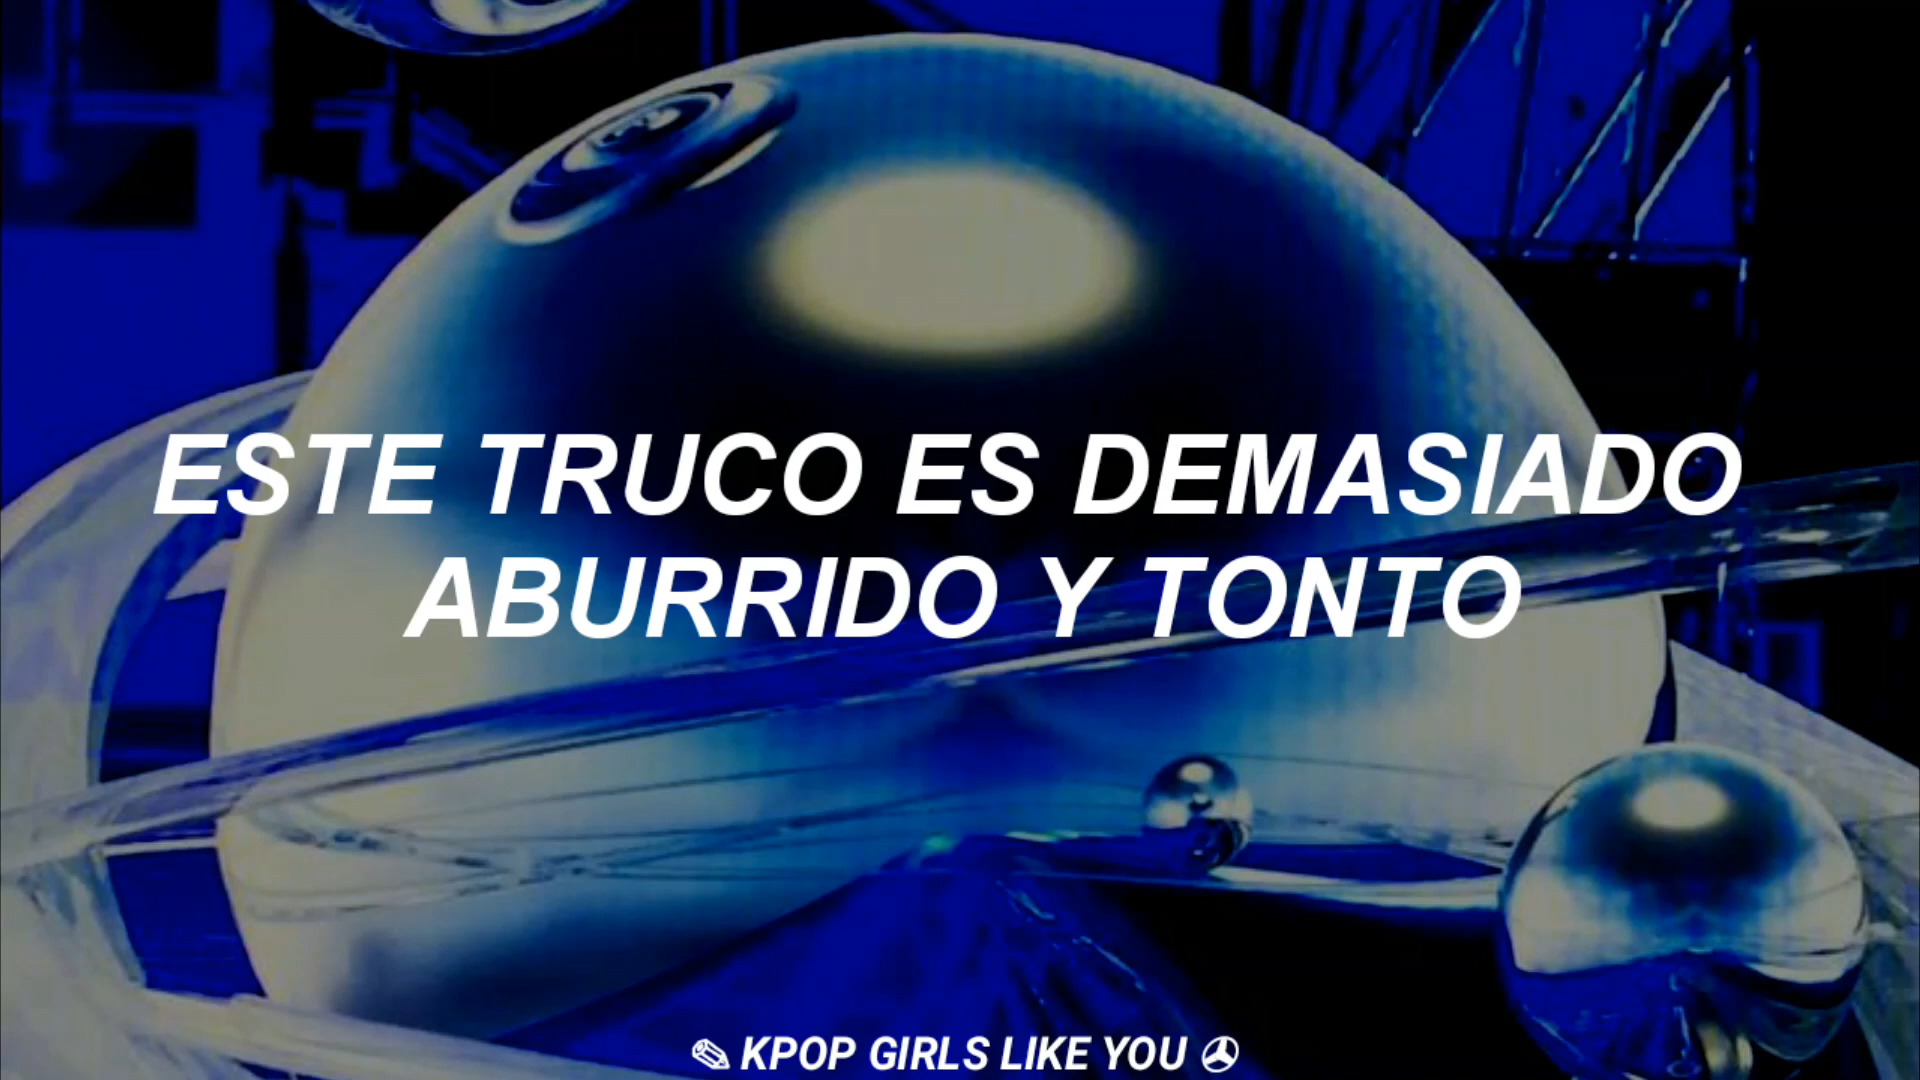 ESTE TRUCO ES DEMASIADO
ABURRIDO Y TONTO
✎ KPOP GIRLS LIKE YOU ✇